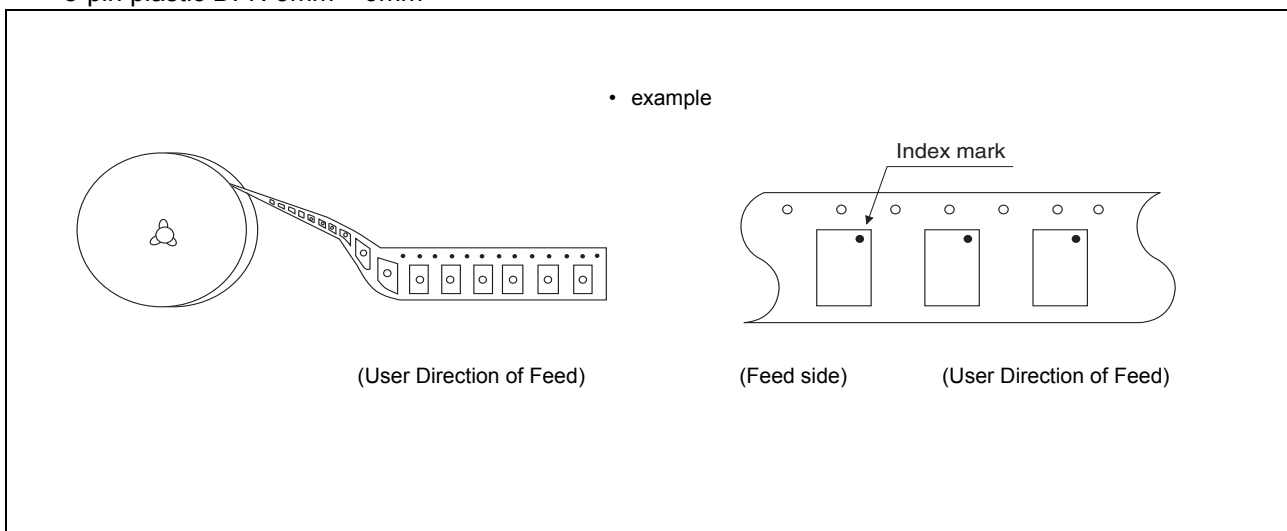 • example
Index mark
(User Direction of Feed)
(Feed side)
(User Direction of Feed)